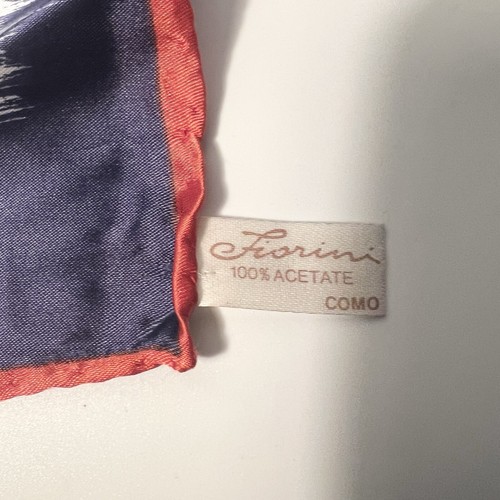 Fiorini
100% ACETATE
COMO